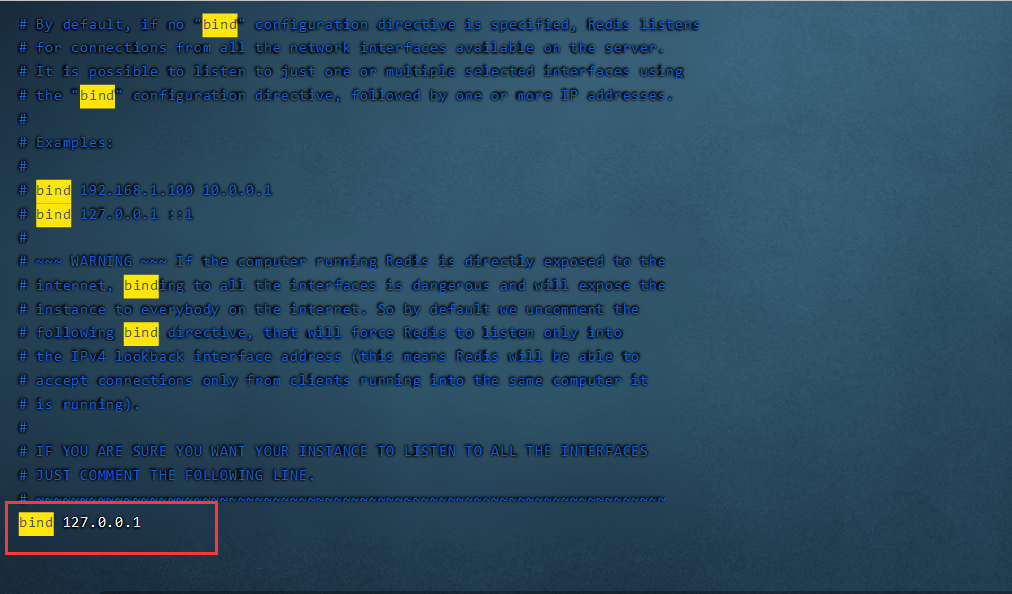 # By default, if no "bind" configuration directive is specified, Redis listens
# for connections from all the network interfaces available on the server.
# It is possible to listen to just one or multiple selected interfaces using
# the "bind" configuration directive, followed by one or more IP addresses.
#
# Examples:
#
# bind 192.168.1.100 10.0.0.1
# bind 127.0.0.1 ::1
#
# ~~~ WARNING ~~~ If the computer running Redis is directly exposed to the
# internet, binding to all the interfaces is dangerous and will expose the
# instance to everybody on the internet. So by default we uncomment the
# following bind directive, that will force Redis to listen only into
# the IPv4 lookback interface address (this means Redis will be able to
# accept connections only from clients running into the same computer it
# is running).
#
# IF YOU ARE SURE YOU WANT YOUR INSTANCE TO LISTEN TO ALL THE INTERFACES
# JUST COMMENT THE FOLLOWING LINE.
# ~~~~~~~~~~~~~~~~~~~~~~~~~~~~~~~~~~~~~~~~~~~~~~~~~~~~~~~~~~~~~~~~~~~~~~~~
bind 127.0.0.1